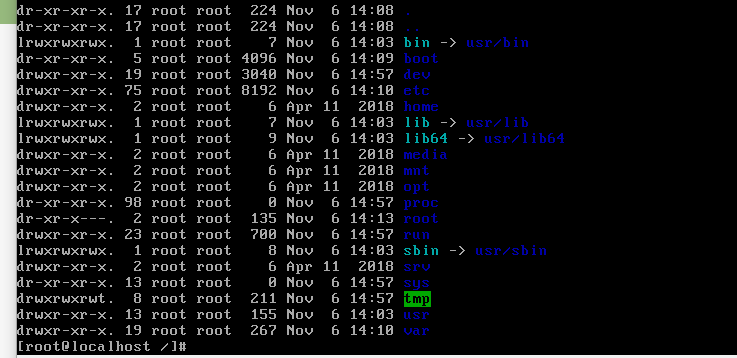 dr-xr-xr-x. 17 root root  224 Nov  6 14:08 .
dr-xr-xr-x. 17 root root  224 Nov  6 14:08 ..
lrwxrwxrwx.  1 root root    7 Nov  6 14:03 bin -> usr/bin
dr-xr-xr-x.  5 root root 4096 Nov  6 14:09 boot
drwxr-xr-x. 19 root root 3040 Nov  6 14:57 dev
drwxr-xr-x. 75 root root 8192 Nov  6 14:10 etc
drwxr-xr-x.  2 root root    6 Apr 11  2018 home
lrwxrwxrwx.  1 root root    7 Nov  6 14:03 lib -> usr/lib
lrwxrwxrwx.  1 root root    9 Nov  6 14:03 lib64 -> usr/lib64
drwxr-xr-x.  2 root root    6 Apr 11  2018 media
drwxr-xr-x.  2 root root    6 Apr 11  2018 mnt
drwxr-xr-x.  2 root root    6 Apr 11  2018 opt
dr-xr-xr-x. 98 root root    0 Nov  6 14:57 proc
dr-xr-x---.  2 root root  135 Nov  6 14:13 root
drwxr-xr-x. 23 root root  700 Nov  6 14:57 run
lrwxrwxrwx.  1 root root    8 Nov  6 14:03 sbin -> usr/sbin
drwxr-xr-x.  2 root root    6 Apr 11  2018 srv
dr-xr-xr-x. 13 root root    0 Nov  6 14:57 sys
drwxrwxrwt.  8 root root  211 Nov  6 14:57 tmp
drwxr-xr-x. 13 root root  155 Nov  6 14:03 usr
drwxr-xr-x. 19 root root  267 Nov  6 14:10 var
[root@localhost /]#